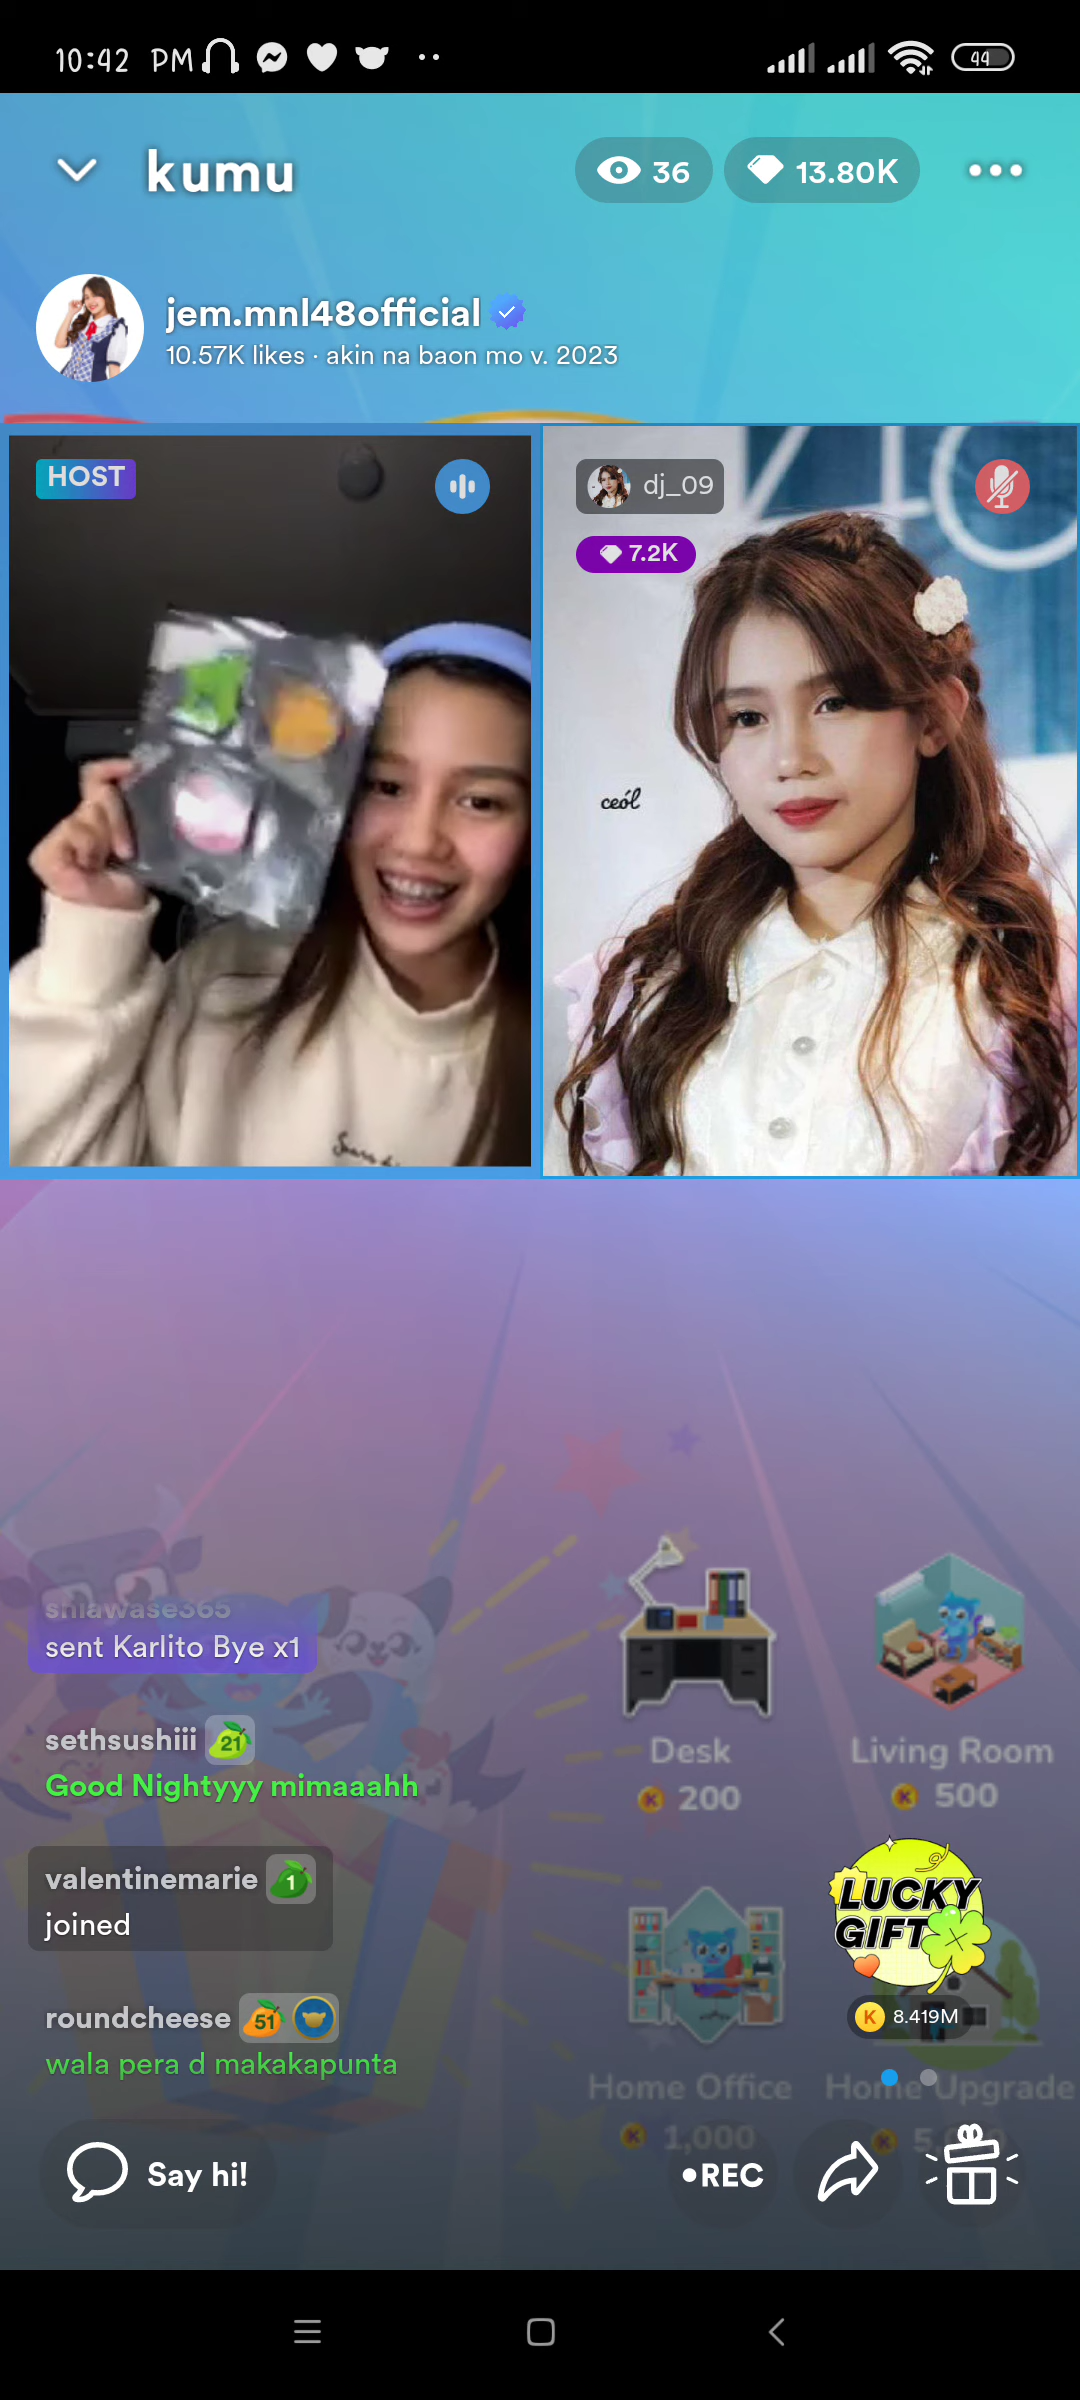 10:42 PM
44
kumu
36
13.80K
jem.mnl48official
10.57K likes · akin na baon mo v. 2023
HOST
dj_09
7.2K
ceól
shiawase365
sent Karlito Bye x1
sethsushiii 21
Good Nightyyy mimaaahh
valentinemarie 1
joined
roundcheese 51
wala pera d makakapunta
Desk
200
Living Room
500
LUCKY
GIFT
K 8.419M
Home Office
1,000
Home Upgrade
Say hi!
•REC